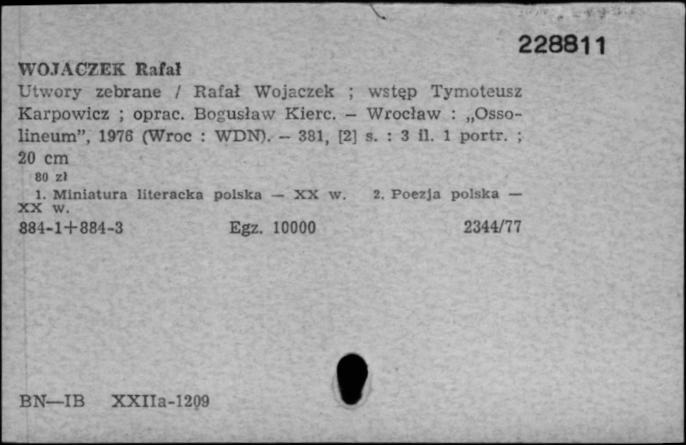 228811
WOJACZEK Rafał
Utwory zebrane / Rafał Wojaczek ; wstęp Tymoteusz
Karpowicz ; oprac. Bogusław Kierc. — Wrocław : „Osso-
lineum”, 1976 (Wroc : WDN). — 381, [2] s. : 3 il. 1 portr. ;
20 cm
80 zł
1. Miniatura literacka polska — XX w. 2. Poezja polska —
XX w.
884-1+884-3 Egz. 10000 2344/77
BN—IB XXIIa-1209